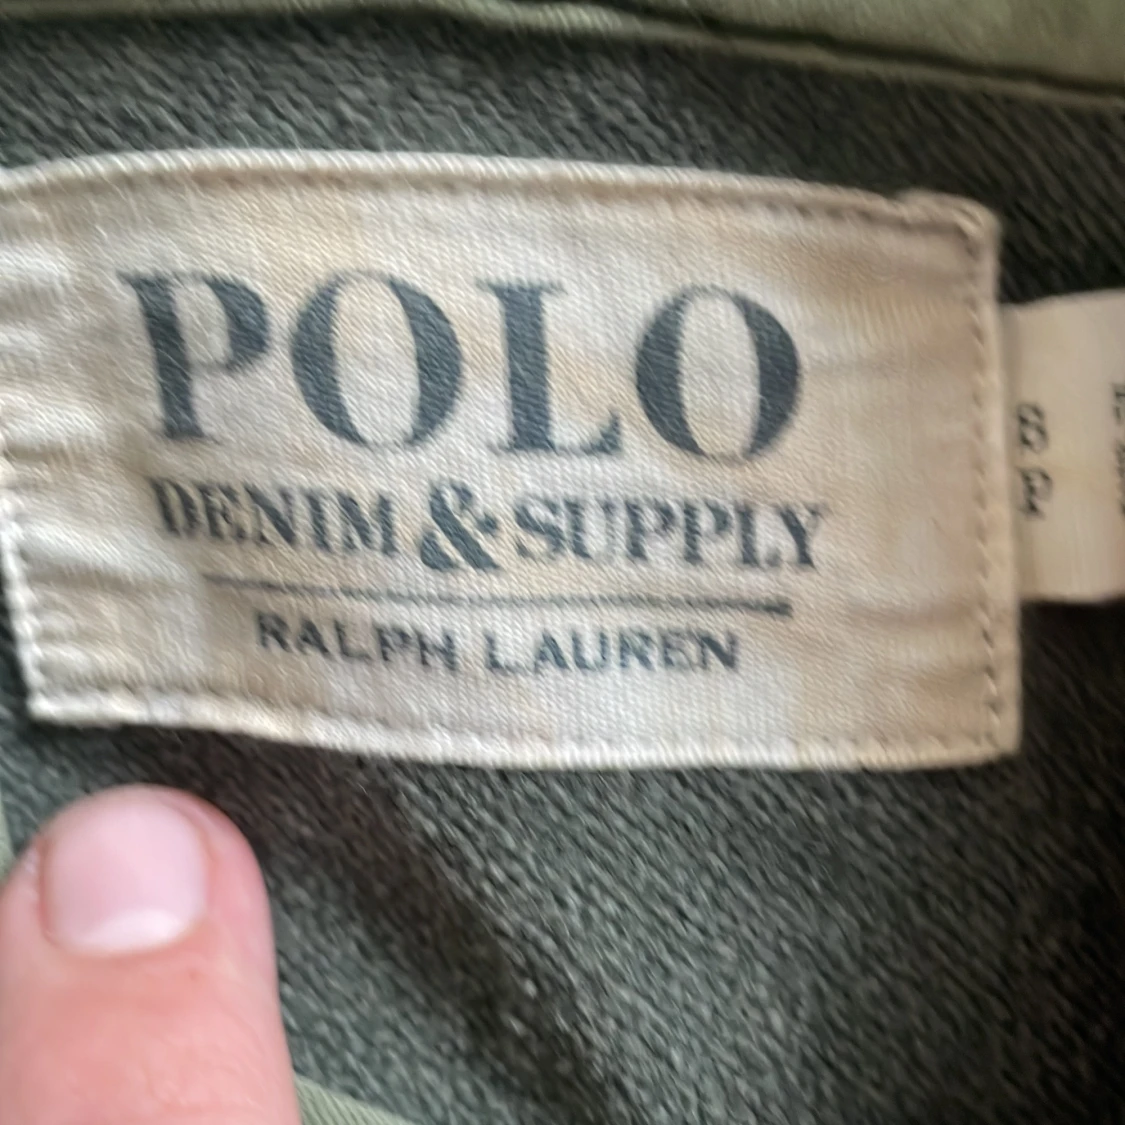 POLO
DENIM & SUPPLY
RALPH LAUREN